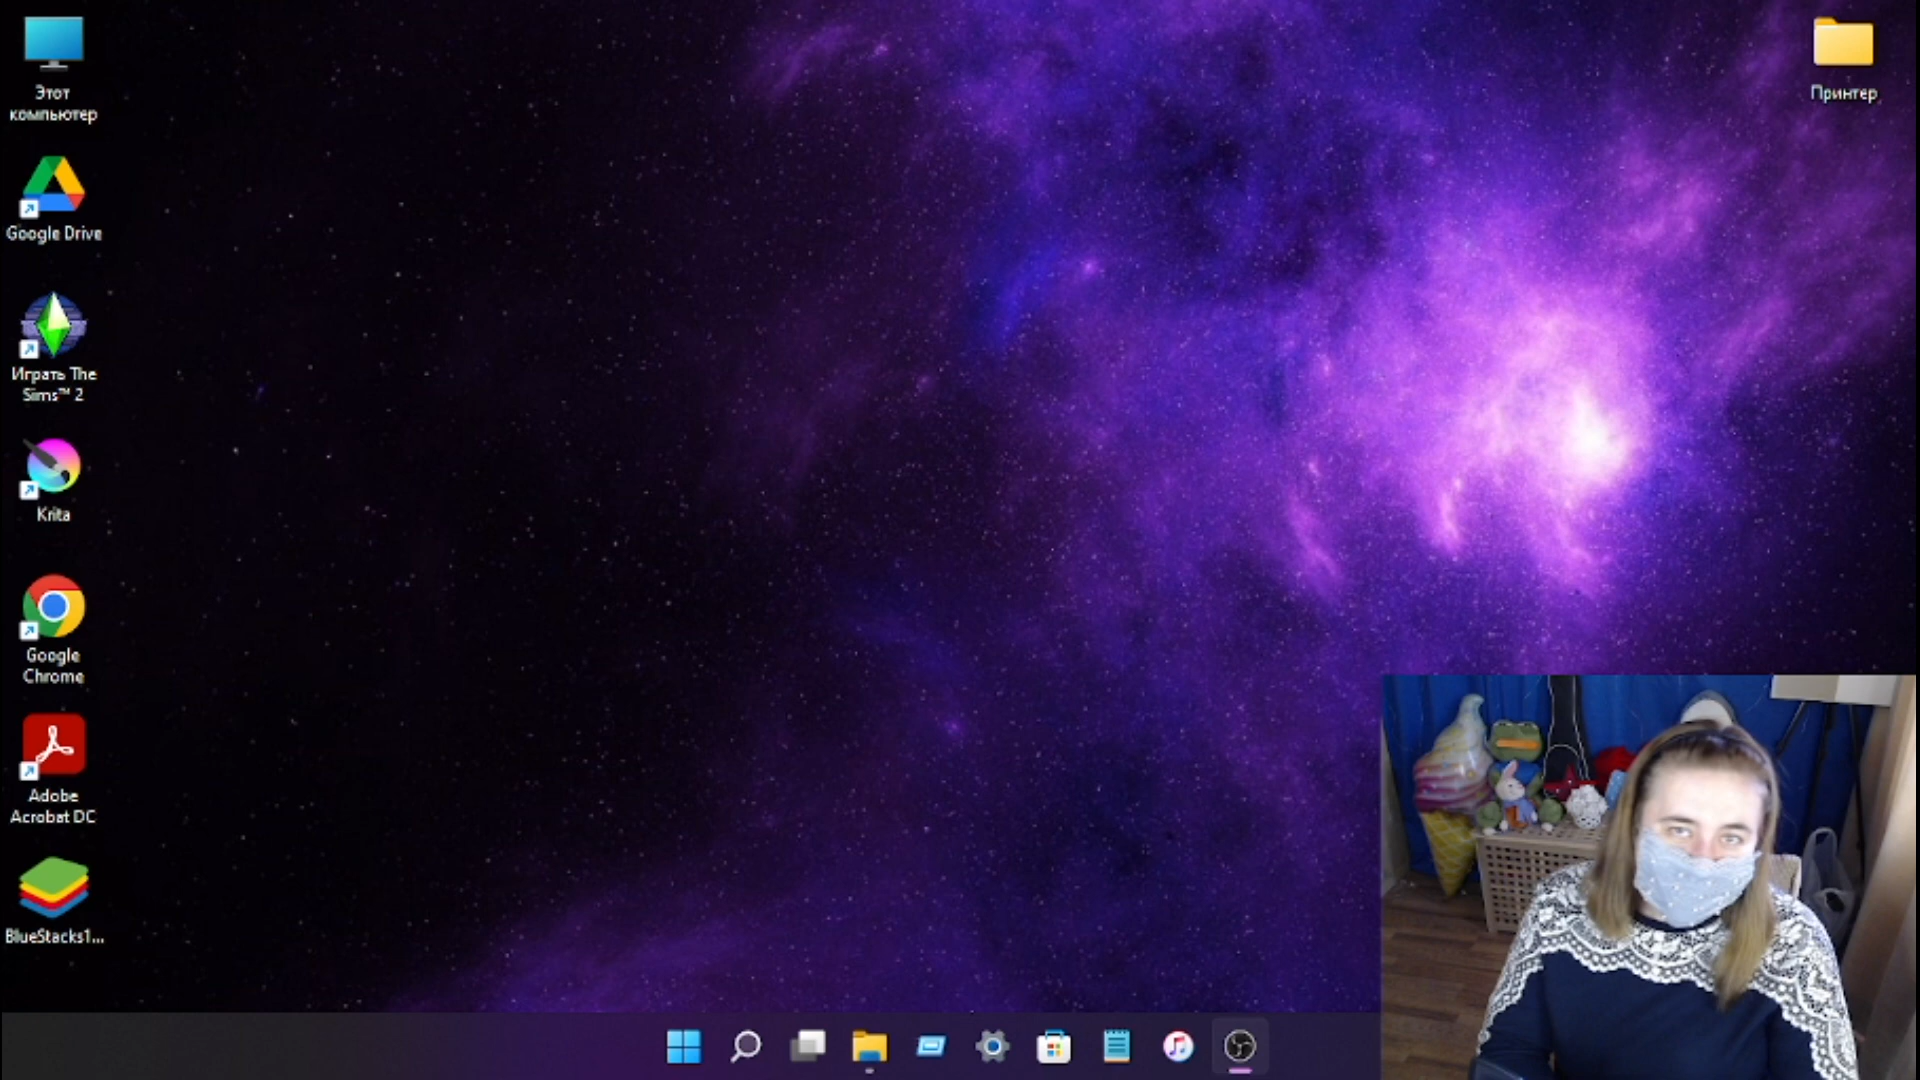 Этот
компьютер
Google Drive
Играть The
Sims™ 2
Krita
Google
Chrome
Adobe
Acrobat DC
BlueStacks1...
Принтер